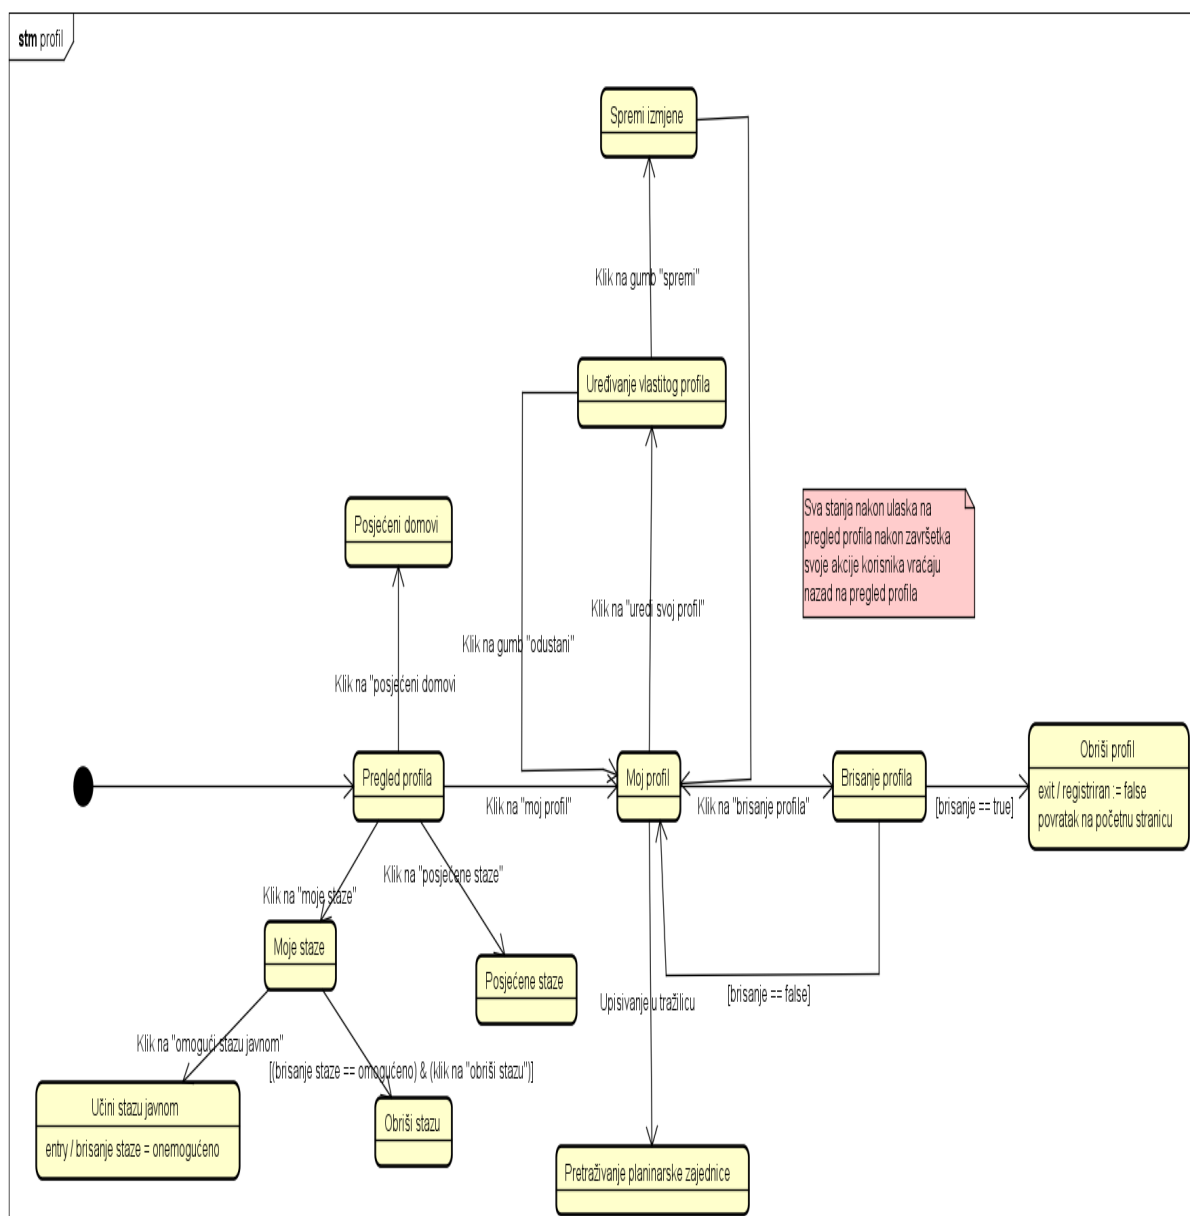 stm profil
Spremi izmjene
Klik na gumb "spremi"
Uređivanje vlastitog profila
Posjećeni domovi
Sva stanja nakon ulaska na
pregled profila nakon završetka
svoje akcije korisnika vraćaju
nazad na pregled profila
Klik na "uredi svoj profil"
Klik na gumb "odustani"
Klik na "posjećeni domovi
Pregled profila
Klik na "moj profil"
Moj profil
Klik na "brisanje profila"
Brisanje profila
[brisanje == true]
Obriši profil
exit / registriran := false
povratak na početnu stranicu
Klik na "moje staze"
Klik na "posjećene staze"
Moje staze
Posjećene staze
[brisanje == false]
Upisivanje u tražilicu
Klik na "omogući stazu javnom"
[(brisanje staze == omogućeno) & (klik na "obriši stazu")]
Učini stazu javnom
entry / brisanje staze = onemogućeno
Obriši stazu
Pretraživanje planinarske zajednice